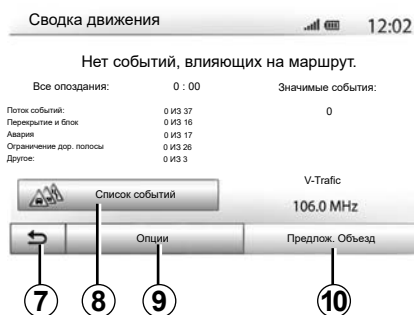 Сводка движения 12:02
Нет событий, влияющих на маршрут.
Все опоздания: 0 : 00 Значимые события:
Поток событий: 0 ИЗ 37 0
Перекрытие и блок 0 ИЗ 16
Авария 0 ИЗ 17
Ограничение дор. полосы 0 ИЗ 26
Другое: 0 ИЗ 3
V-Trafic
Список событий 106.0 MHz
Опции Предлож. Объезд
7 8 9 10